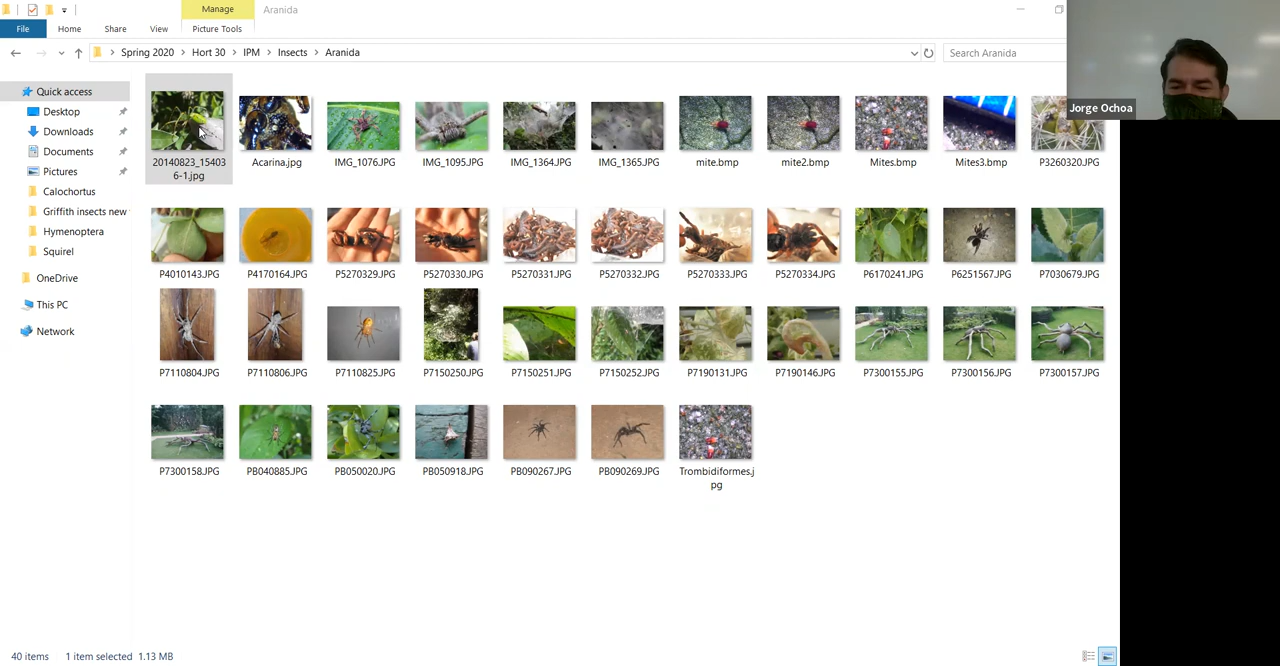 Manage
Aranida
File
Home
Share
View
Picture Tools
Spring 2020
Hort 30
IPM
Insects
Aranida
Search Aranida
Jorge Ochoa
Quick access
Desktop
Downloads
Documents
Pictures
Calochortus
Griffith insects new
Hymenoptera
Squirel
OneDrive
This PC
Network
20140823_15403
6-1.jpg
Acarina.jpg
IMG_1076.JPG
IMG_1095.JPG
IMG_1364.JPG
IMG_1365.JPG
mite.bmp
mite2.bmp
Mites.bmp
Mites3.bmp
P3260320.JPG
P4010143.JPG
P4170164.JPG
P5270329.JPG
P5270330.JPG
P5270331.JPG
P5270332.JPG
P5270333.JPG
P5270334.JPG
P6170241.JPG
P6251567.JPG
P7030679.JPG
P7110804.JPG
P7110806.JPG
P7110825.JPG
P7150250.JPG
P7150251.JPG
P7150252.JPG
P7190131.JPG
P7190146.JPG
P7300155.JPG
P7300156.JPG
P7300157.JPG
P7300158.JPG
PB040885.JPG
PB050020.JPG
PB050918.JPG
PB090267.JPG
PB090269.JPG
Trombidiformes.j
pg
40 items
1 item selected 1.13 MB